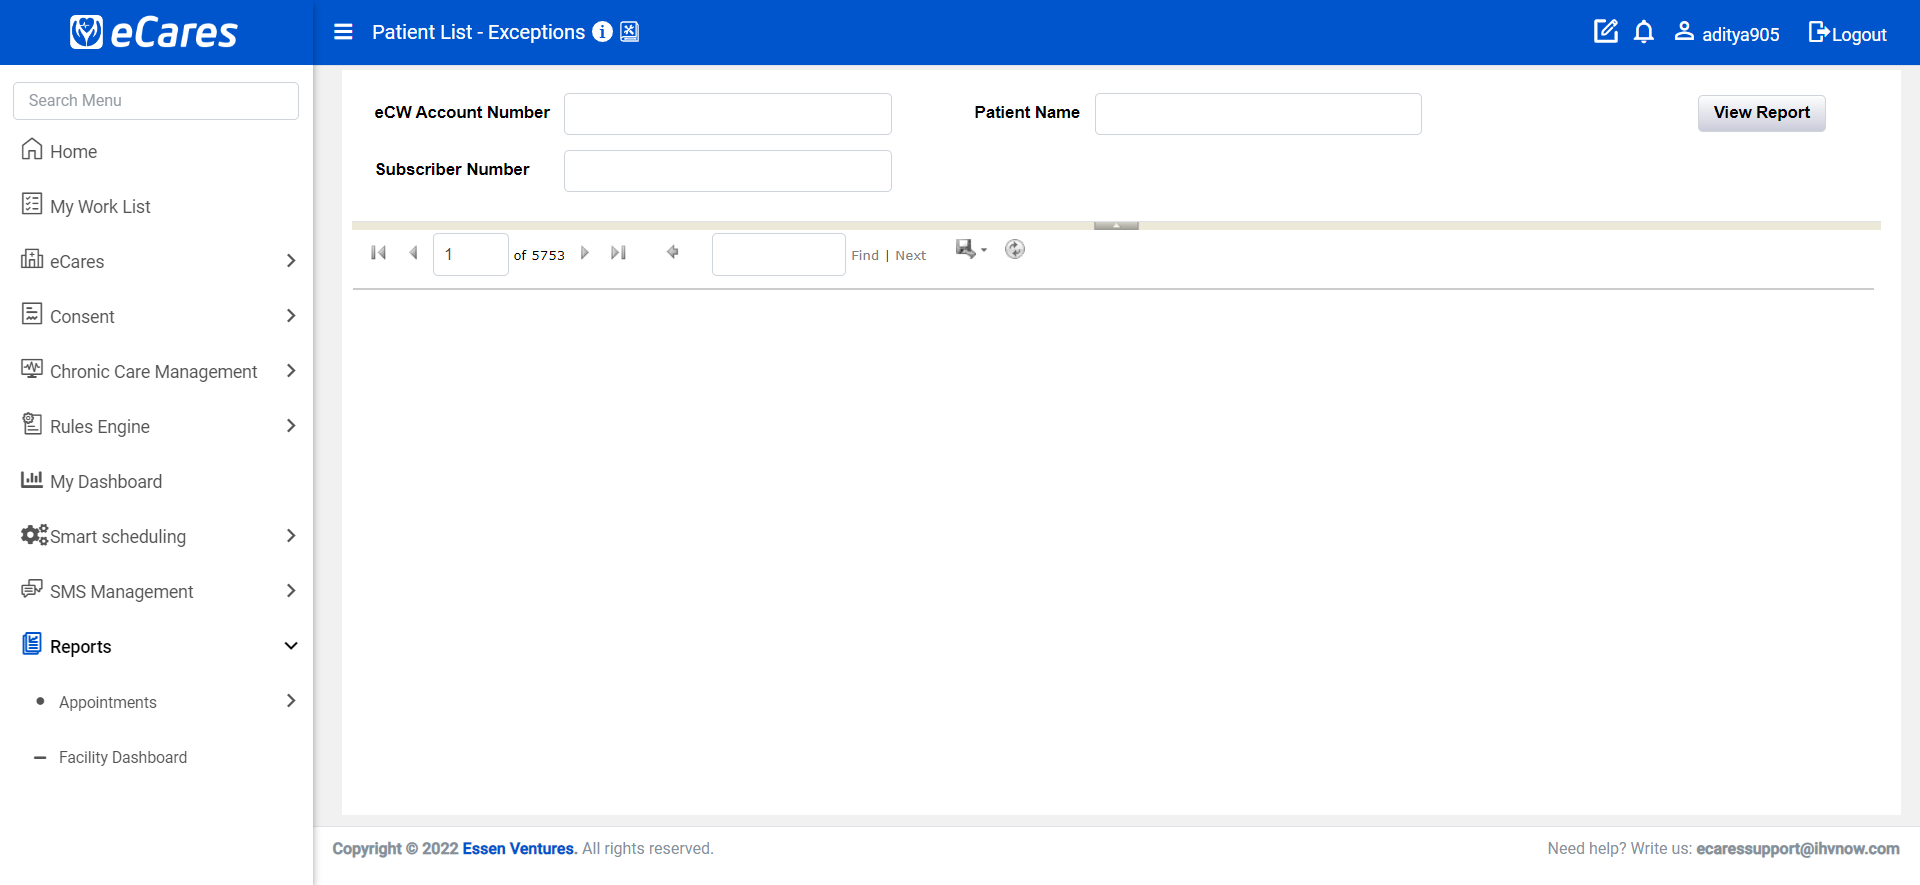 eCares
Patient List - Exceptions
aditya905
Logout
Search Menu
Home
My Work List
eCares
Consent
Chronic Care Management
Rules Engine
My Dashboard
Smart scheduling
SMS Management
Reports
Appointments
Facility Dashboard
eCW Account Number
Patient Name
View Report
Subscriber Number
1 of 5753
Find | Next
Copyright © 2022 Essen Ventures. All rights reserved.
Need help? Write us: ecaressupport@ihvnow.com